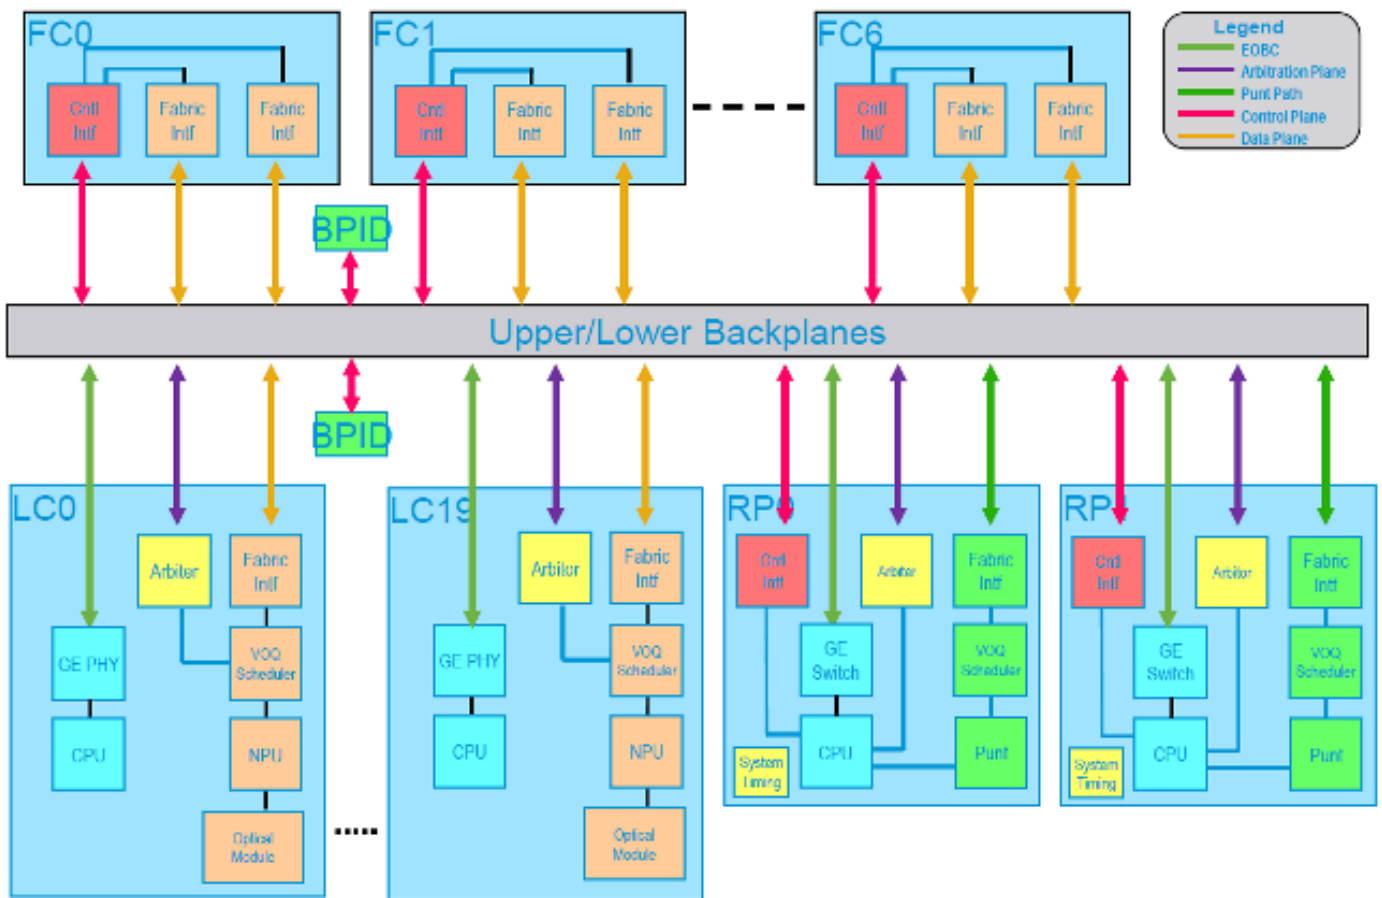 FC0
FC1
FC6
Legend
EOBC
Arbitration Plane
Punt Path
Control Plane
Data Plane
Cntl
Intf
Fabric
Intf
Fabric
Intf
Cntl
Intf
Fabric
Intf
Fabric
Intf
Cntl
Intf
Fabric
Intf
Fabric
Intf
BPID
Upper/Lower Backplanes
BPID
LC0
LC19
RP0
RP1
Arbiter
Fabric
Intf
GE PHY
VOQ
Scheduler
CPU
NPU
Optical
Module
Arbitor
Fabric
Intf
GE PHY
VOQ
Scheduler
CPU
NPU
Optical
Module
Cntl
Intf
Arbiter
Fabric
Intf
GE
Switch
VOQ
Scheduler
System
Timing
CPU
Punt
Cntl
Intf
Arbitor
Fabric
Intf
GE
Switch
VOQ
Scheduler
System
Timing
CPU
Punt